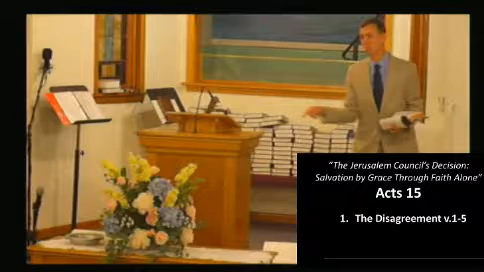 “The Jerusalem Council's Decision:
Salvation by Grace Through Faith Alone”
Acts 15
1. The Disagreement v.1-5